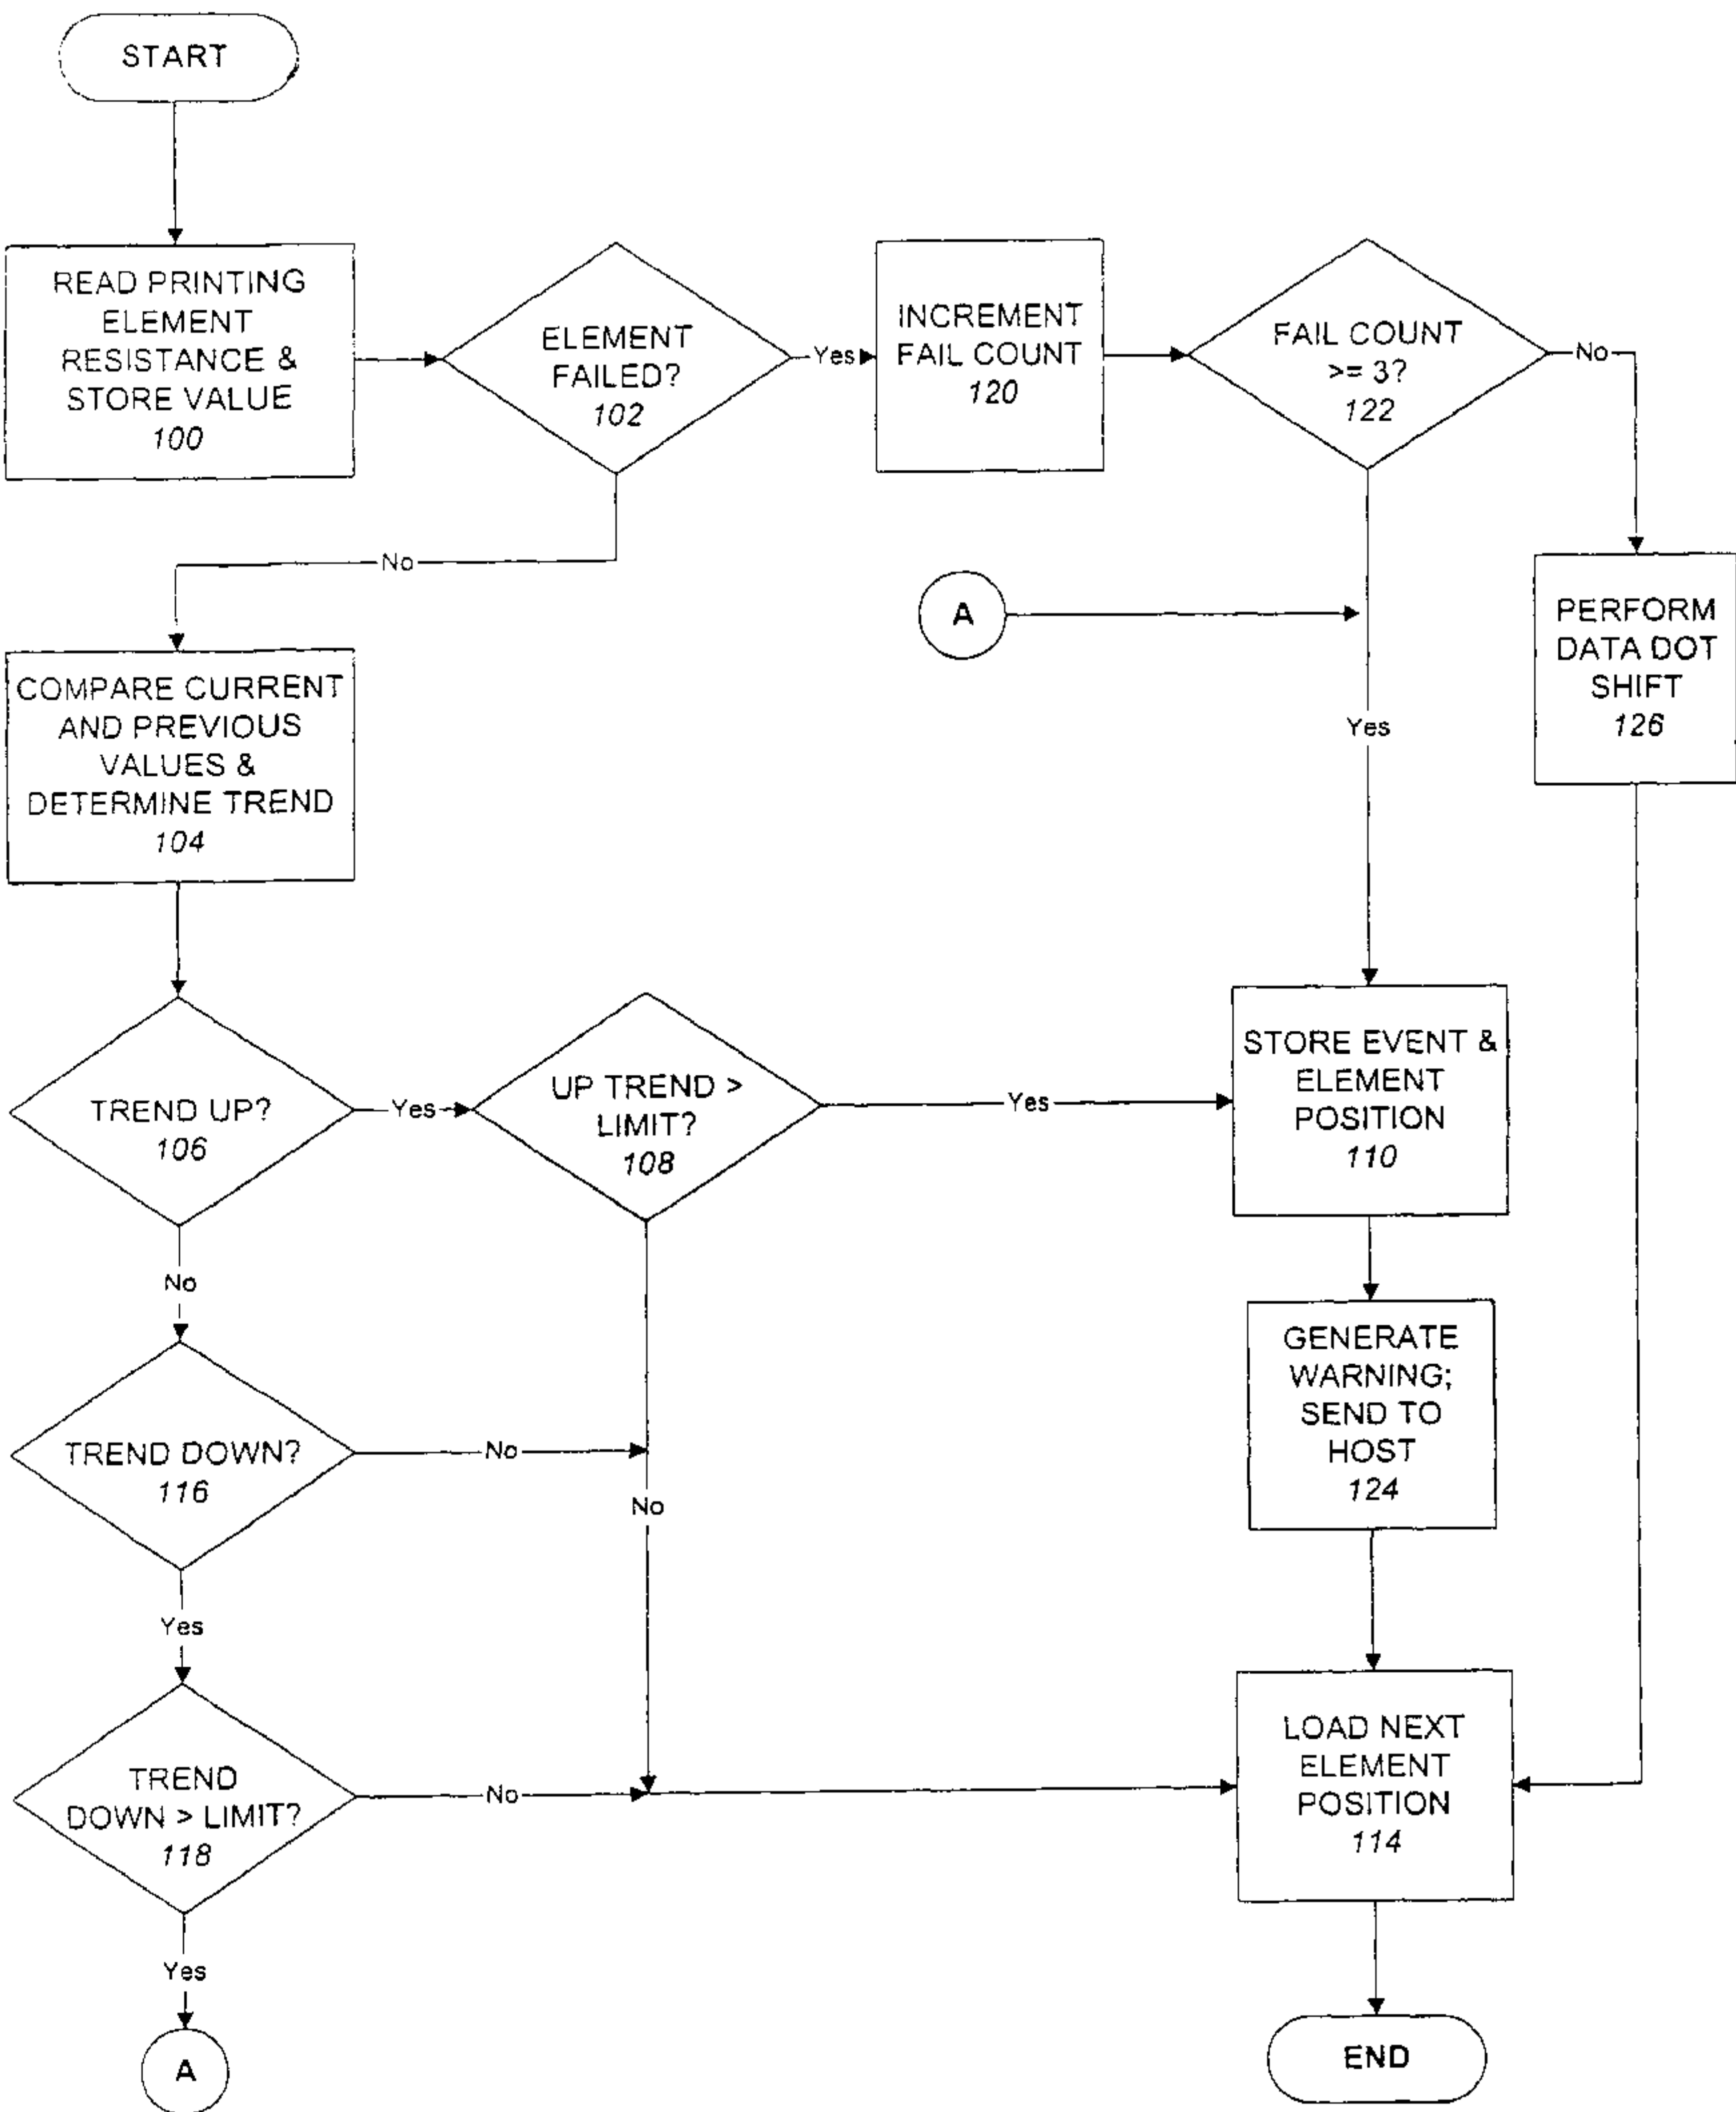 START
READ PRINTING
ELEMENT
RESISTANCE &
STORE VALUE
100
ELEMENT
FAILED?
102
Yes
INCREMENT
FAIL COUNT
120
FAIL COUNT
>= 3?
122
No
No
A
PERFORM
DATA DOT
SHIFT
126
COMPARE CURRENT
AND PREVIOUS
VALUES &
DETERMINE TREND
104
Yes
TREND UP?
106
Yes
UP TREND >
LIMIT?
108
Yes
STORE EVENT &
ELEMENT
POSITION
110
No
GENERATE
WARNING;
SEND TO
HOST
124
TREND DOWN?
116
No
No
Yes
TREND
DOWN > LIMIT?
118
No
LOAD NEXT
ELEMENT
POSITION
114
Yes
A
END